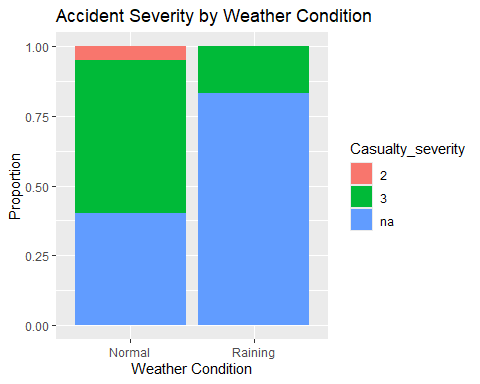 Accident Severity by Weather Condition
1.00
0.75
0.50
0.25
0.00
Proportion
Normal
Raining
Weather Condition
Casualty_severity
2
3
na